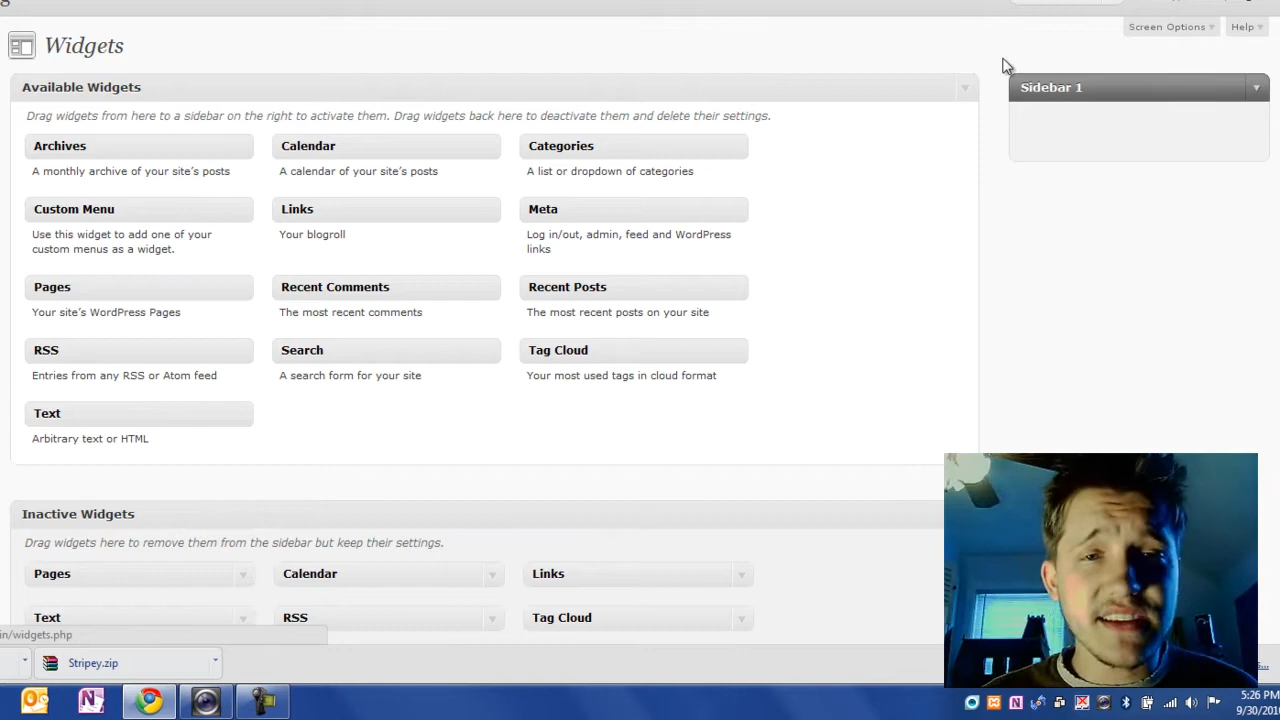 Screen Options
Help
Widgets
Available Widgets
Sidebar 1
Drag widgets from here to a sidebar on the right to activate them. Drag widgets back here to deactivate them and delete their settings.
Archives
Calendar
Categories
A monthly archive of your site's posts
A calendar of your site's posts
A list or dropdown of categories
Custom Menu
Links
Meta
Use this widget to add one of your
custom menus as a widget.
Your blogroll
Log in/out, admin, feed and WordPress
links
Pages
Recent Comments
Recent Posts
Your site's WordPress Pages
The most recent comments
The most recent posts on your site
RSS
Search
Tag Cloud
Entries from any RSS or Atom feed
A search form for your site
Your most used tags in cloud format
Text
Arbitrary text or HTML
Inactive Widgets
Drag widgets here to remove them from the sidebar but keep their settings.
Pages
Calendar
Links
Text
RSS
Tag Cloud
in/widgets.php
Stripey.zip
5:26 PM